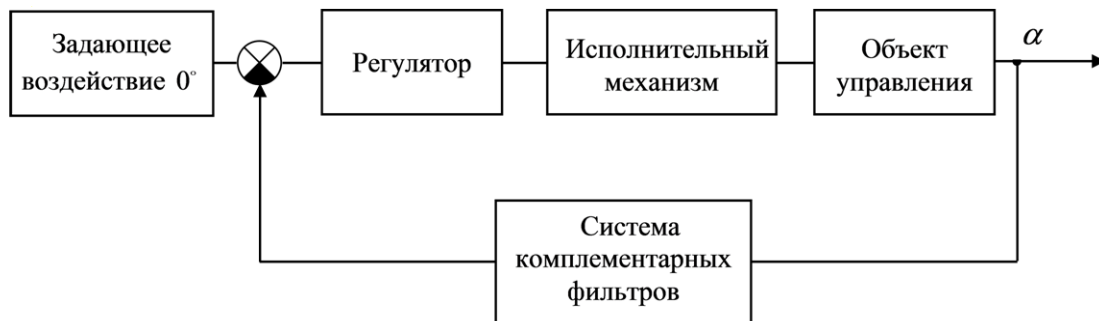 Задающее
воздействие 0°
Регулятор
Исполнительный
механизм
Объект
управления
α
Система
комплементарных
фильтров